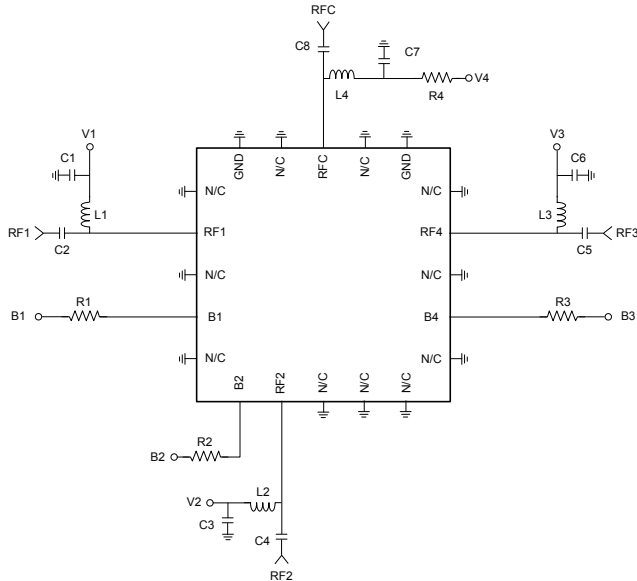 RFC
C8
C7
L4
R4
V4
V1
C1
L1
RF1
C2
V3
C6
L3
RF3
C5
GND
N/C
RFC
N/C
GND
N/C
RF1
N/C
B1
N/C
N/C
RF4
N/C
B4
N/C
B1
R1
R3
B3
B2
RF2
N/C
N/C
N/C
R2
B2
V2
L2
C3
C4
RF2